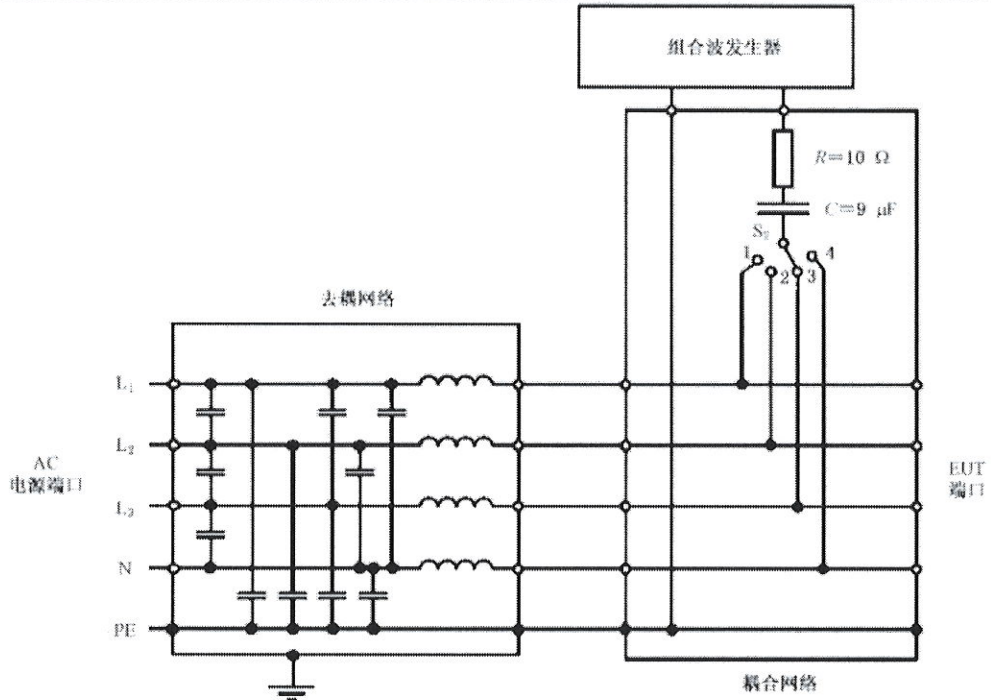 组合波发生器
R=10 Ω
C=9 μF
S₂
1
2
3
4
去耦网络
L₁
L₂
AC
电源端口
L₃
N
PE
EUT
端口
耦合网络